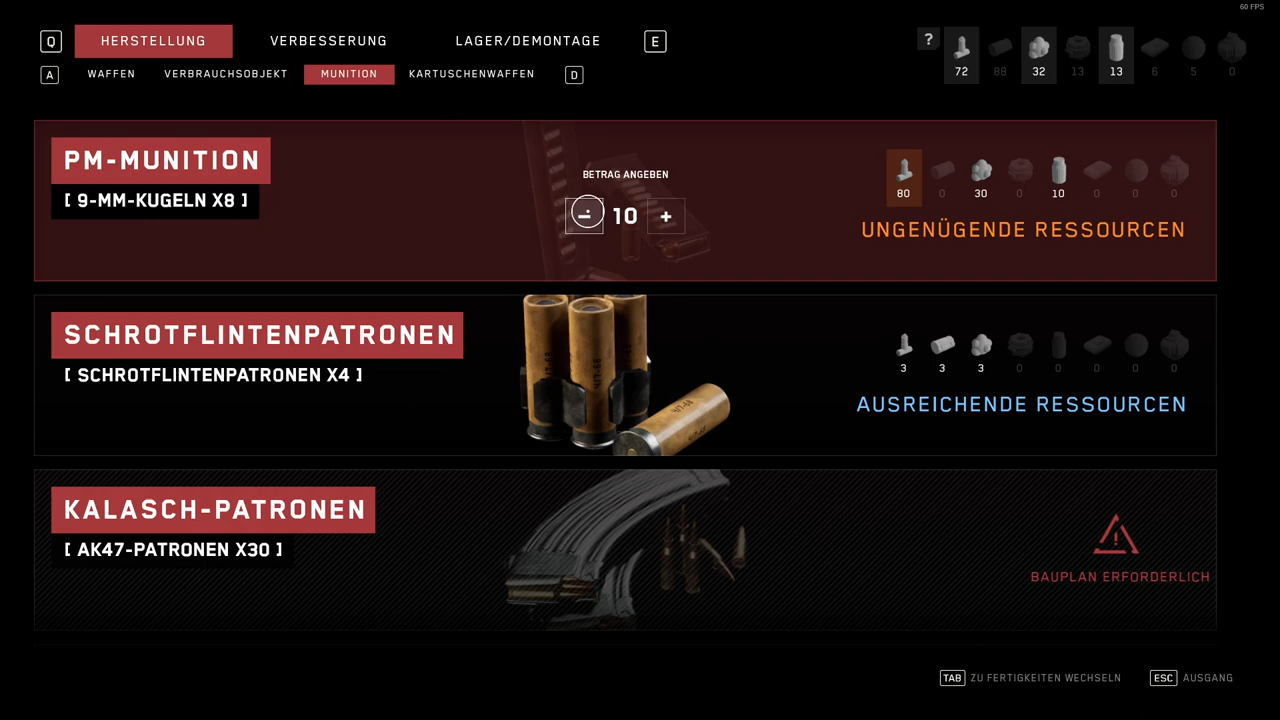 60 FPS
Q HERSTELLUNG VERBESSERUNG LAGER/DEMONTAGE E
A WAFFEN VERBRAUCHSOBJEKT MUNITION KARTUSCHENWAFFEN D
? 72 88 32 13 13 6 5 0
PM-MUNITION
[ 9-MM-KUGELN X8 ]
BETRAG ANGEBEN
- 10 +
80 0 30 0 10 0 0 0
UNGENÜGENDE RESSOURCEN
SCHROTFLINTENPATRONEN
[ SCHROTFLINTENPATRONEN X4 ]
3 3 3 0 0 0 0 0
AUSREICHENDE RESSOURCEN
KALASCH-PATRONEN
[ AK47-PATRONEN X30 ]
BAUPLAN ERFORDERLICH
TAB ZU FERTIGKEITEN WECHSELN ESC AUSGANG